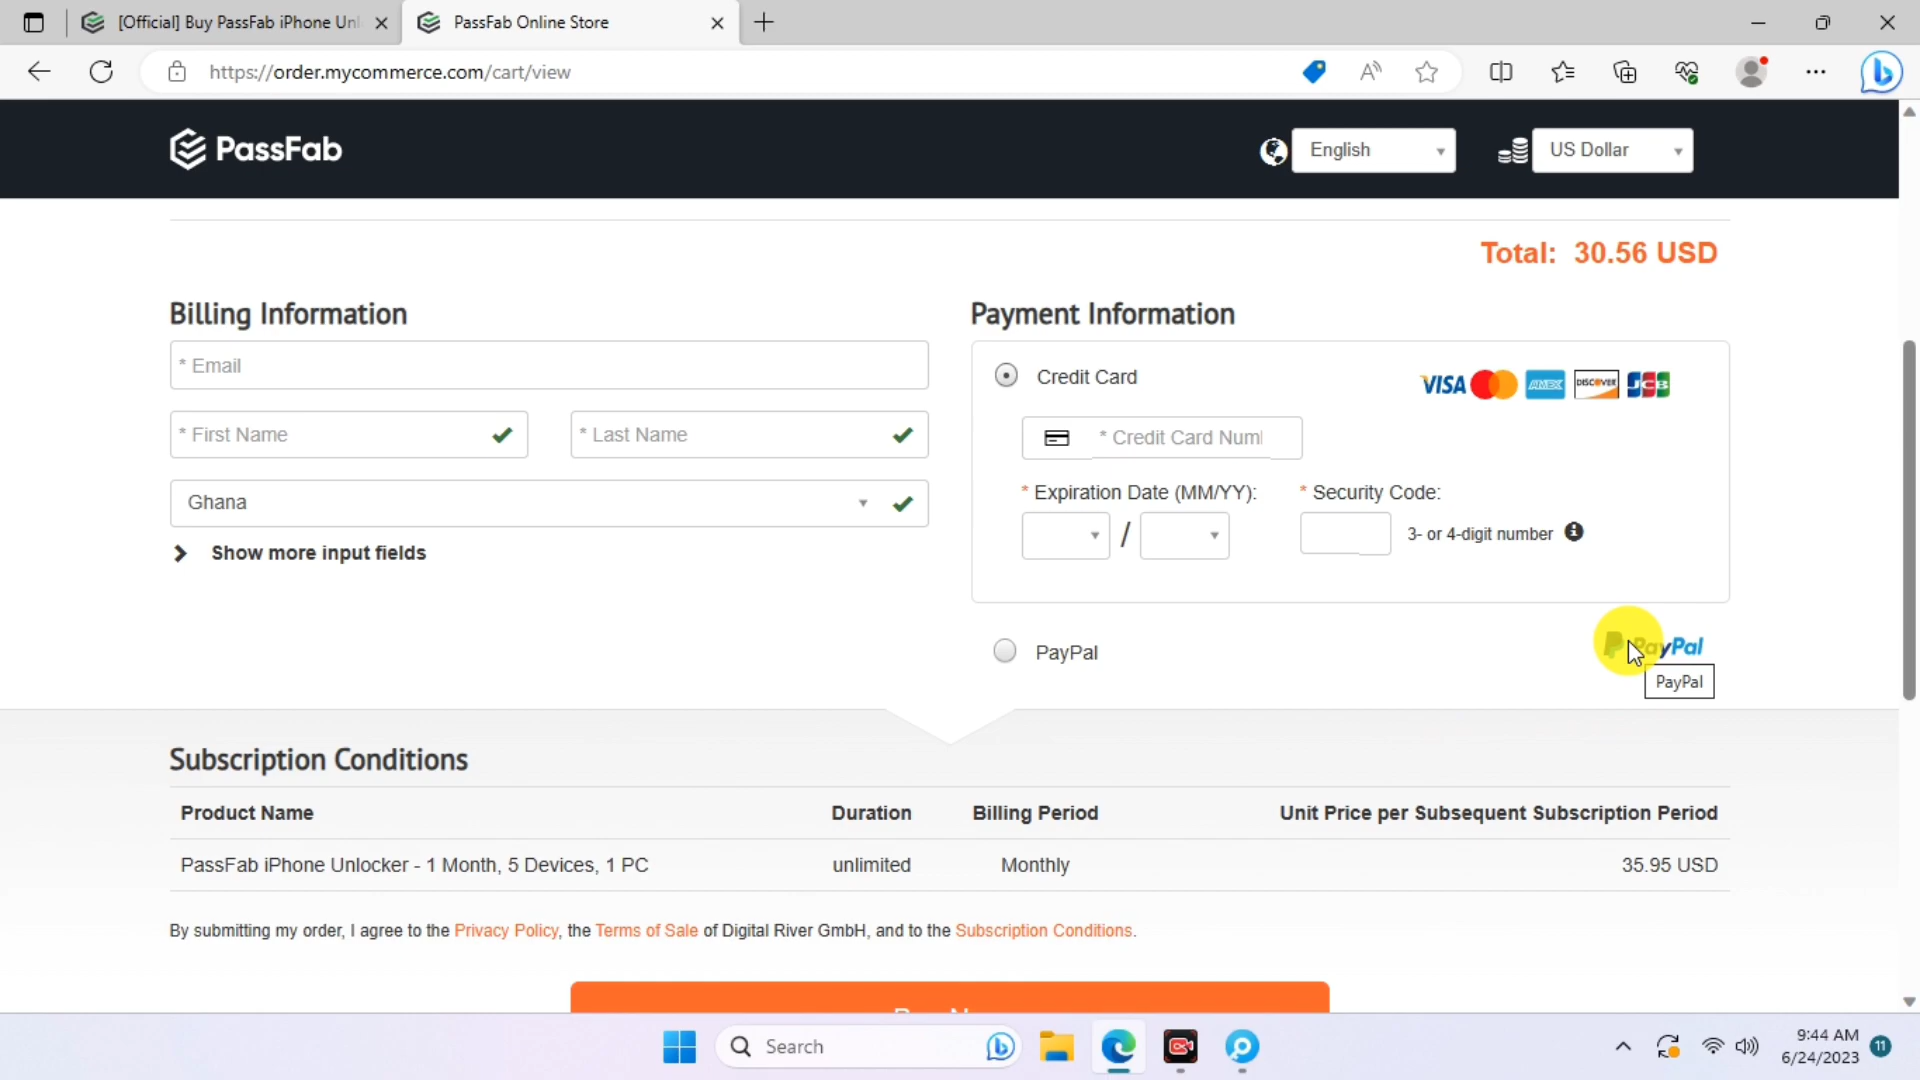 [Official] Buy PassFab iPhone Unl
PassFab Online Store
https://order.mycommerce.com/cart/view
PassFab
English
US Dollar
Total: 30.56 USD
Billing Information
Payment Information
* Email
Credit Card
VISA
AMEX
DISCOVER
JCB
* First Name
* Last Name
* Credit Card Num
Ghana
* Expiration Date (MM/YY):
* Security Code:
/
3- or 4-digit number
Show more input fields
PayPal
PayPal
PayPal
Subscription Conditions
Product Name
Duration
Billing Period
Unit Price per Subsequent Subscription Period
PassFab iPhone Unlocker - 1 Month, 5 Devices, 1 PC
unlimited
Monthly
35.95 USD
By submitting my order, I agree to the Privacy Policy, the Terms of Sale of Digital River GmbH, and to the Subscription Conditions.
Search
9:44 AM
6/24/2023
11